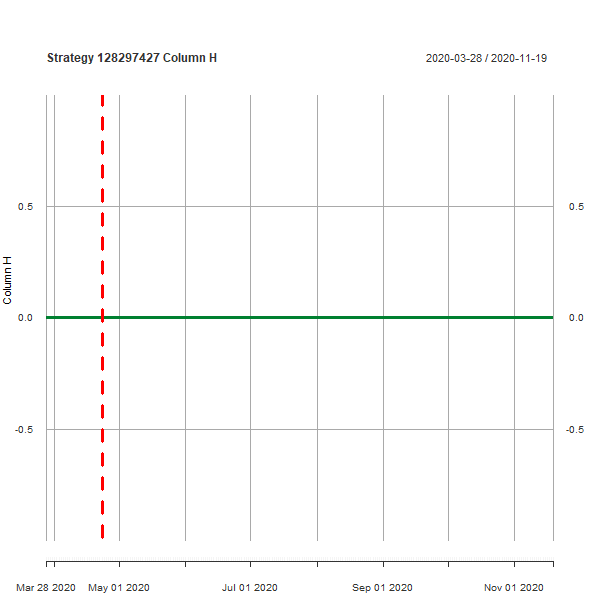 Strategy 128297427 Column H
2020-03-28 / 2020-11-19
0.5
0.5
Column H
0.0
0.0
-0.5
-0.5
Mar 28 2020
May 01 2020
Jul 01 2020
Sep 01 2020
Nov 01 2020